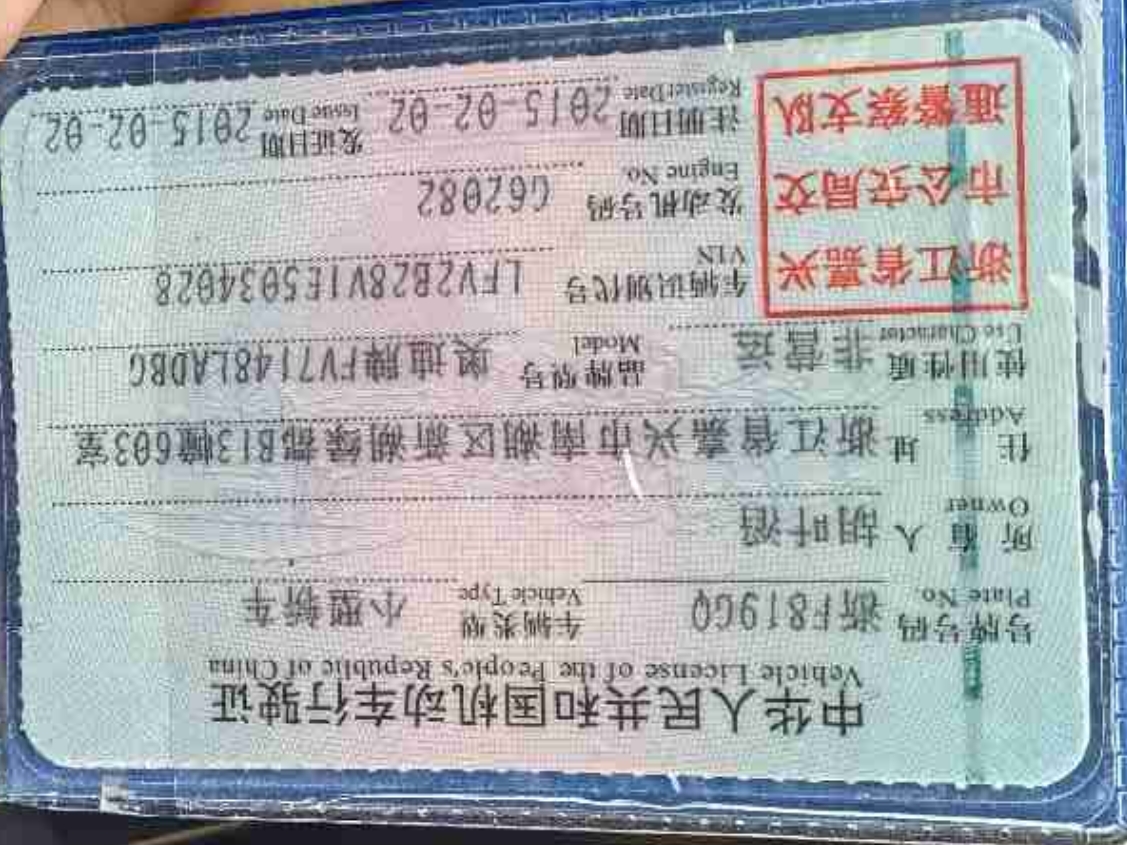 中华人民共和国机动车行驶证
Vehicle License of the People's Republic of China
号牌号码 浙F819GQ 车辆类型 小型轿车
Plate No. Vehicle Type
所有人 胡叶滔
Owner
住址 浙江省嘉兴市南湖区新湖绿都B13幢603室
Address
使用性质 非营运 品牌型号 奥迪牌FV7148LADBG
Use Character Model
浙江省嘉兴
市公安局交
通警察支队
车辆识别代号 LFV2B28V1E5034028
VIN
发动机号码 G62082
Engine No.
注册日期 2015-02-02 发证日期 2015-02-02
Register Date Issue Date